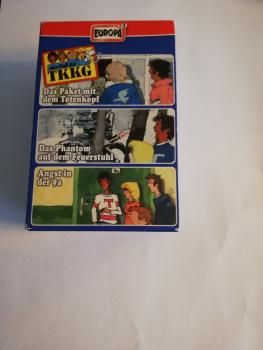 EUROPA
TKKG
Das Paket mit
dem Totenkopf
Das Phantom
auf dem Feuerstuhl
Angst in
der 9a